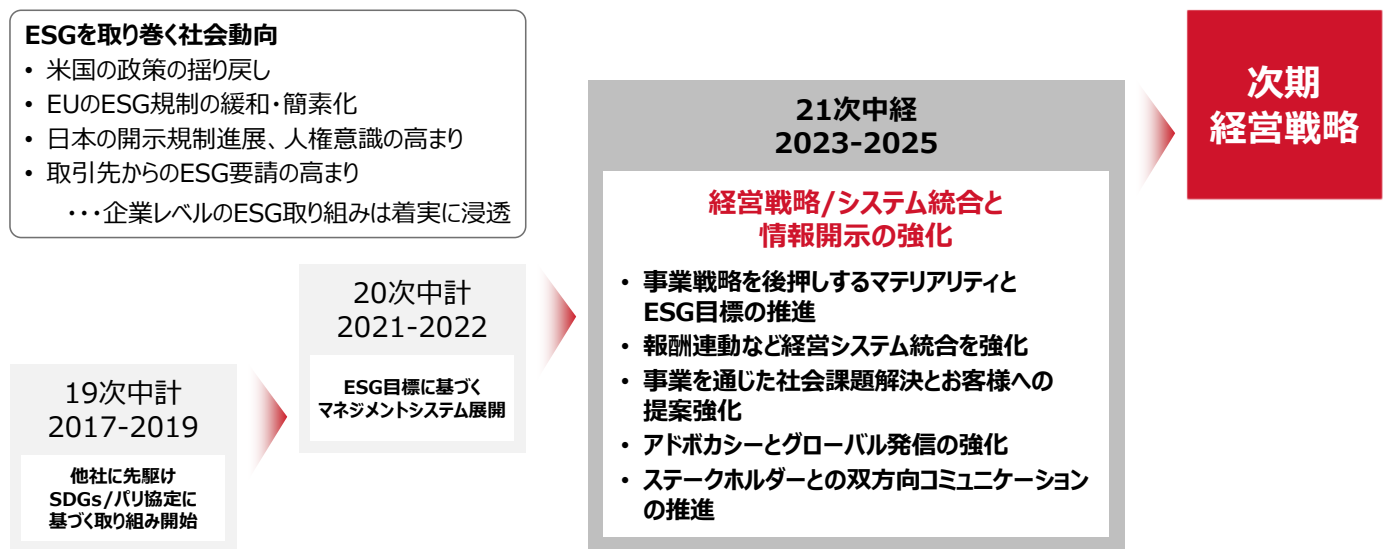 ESGを取り巻く社会動向
• 米国の政策の揺り戻し
• EUのESG規制の緩和・簡素化
• 日本の開示規制進展、人権意識の高まり
• 取引先からのESG要請の高まり
・・・企業レベルのESG取り組みは着実に浸透
19次中計
2017-2019
他社に先駆け
SDGs/パリ協定に
基づく取り組み開始
20次中計
2021-2022
ESG目標に基づく
マネジメントシステム展開
21次中経
2023-2025
経営戦略/システム統合と
情報開示の強化
• 事業戦略を後押しするマテリアリティと
ESG目標の推進
• 報酬連動など経営システム統合を強化
• 事業を通じた社会課題解決とお客様への
提案強化
• アドボカシーとグローバル発信の強化
• ステークホルダーとの双方向コミュニケーション
の推進
次期
経営戦略